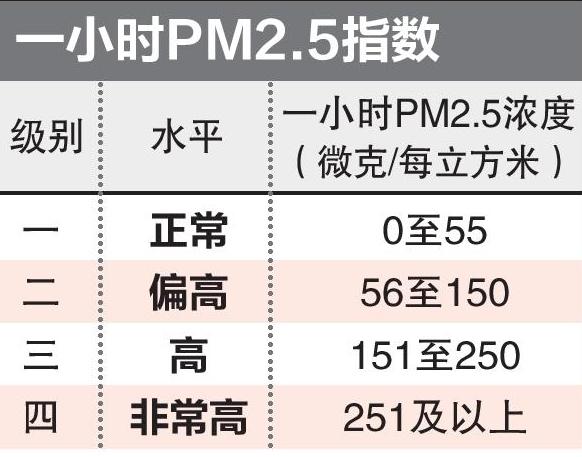 一小时PM2.5指数
级别 水平 一小时PM2.5浓度
（微克/每立方米）
一 正常 0至55
二 偏高 56至150
三 高 151至250
四 非常高 251及以上